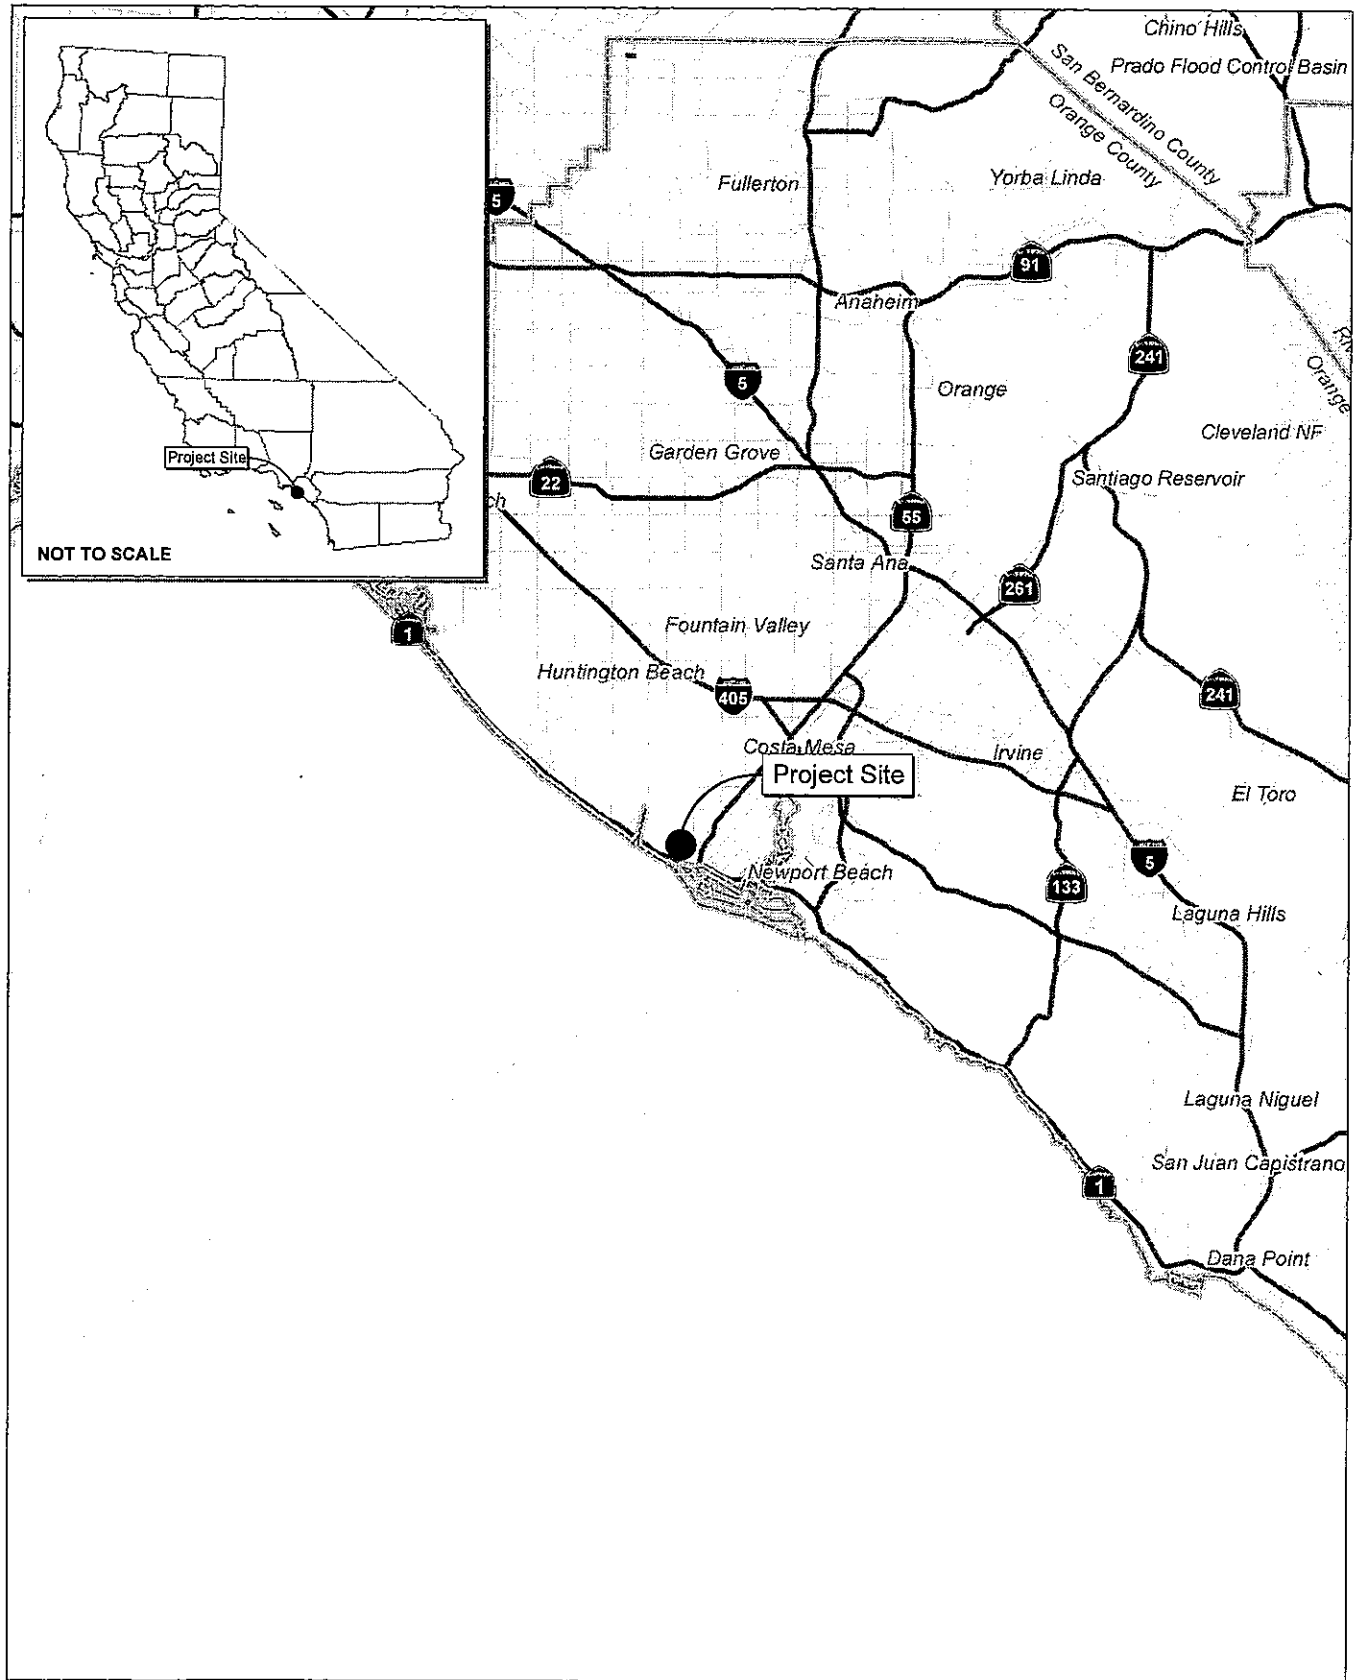 Chino Hills
Prado Flood Control Basin
San Bernardino County
Orange County
Fullerton
Yorba Linda
5
91
Anaheim
241
5
Orange
Orange
Cleveland NF
Project Site
Garden Grove
22
Santiago Reservoir
55
NOT TO SCALE
Santa Ana
261
1
Fountain Valley
Huntington Beach
405
241
Costa Mesa
Irvine
Project Site
El Toro
Newport Beach
133
5
Laguna Hills
Laguna Niguel
San Juan Capistrano
1
Dana Point